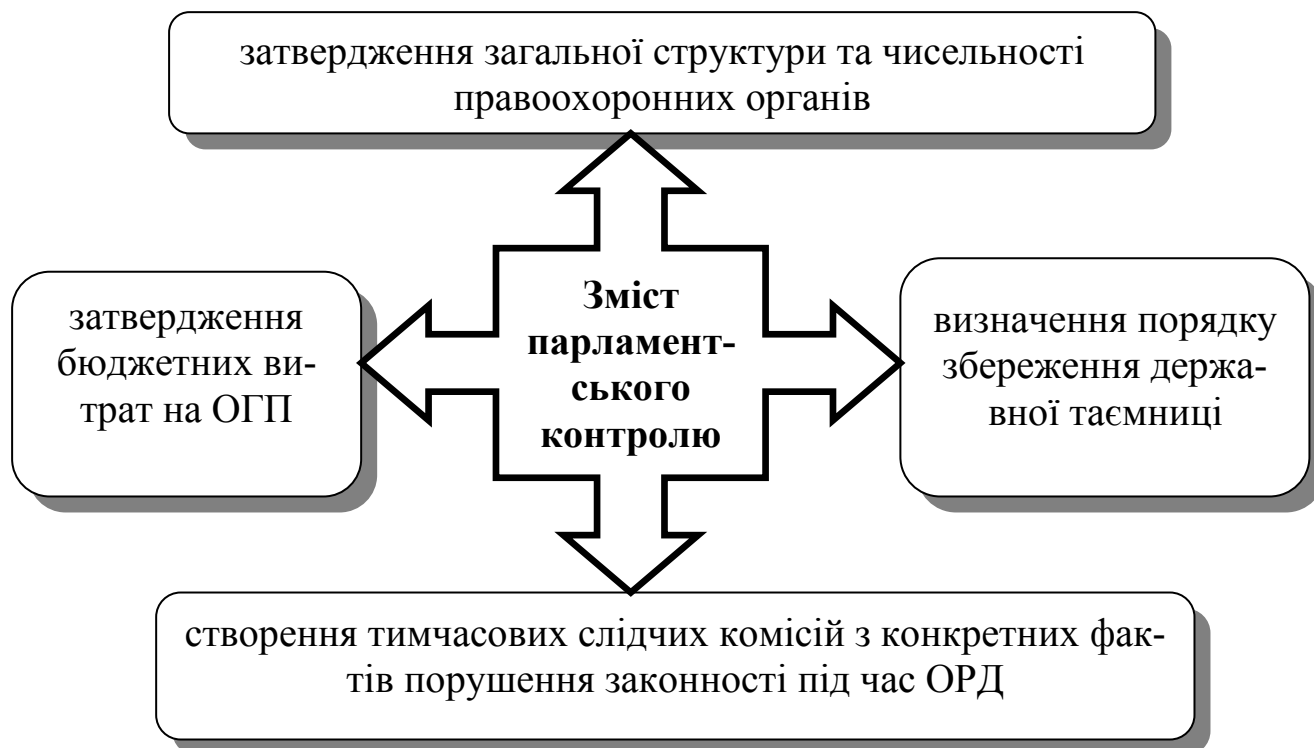 затвердження загальної структури та чисельності
правоохоронних органів
затвердження
бюджетних ви-
трат на ОГП
Зміст
парламент-
ського
контролю
визначення порядку
збереження держа-
вної таємниці
створення тимчасових слідчих комісій з конкретних фак-
тів порушення законності під час ОРД